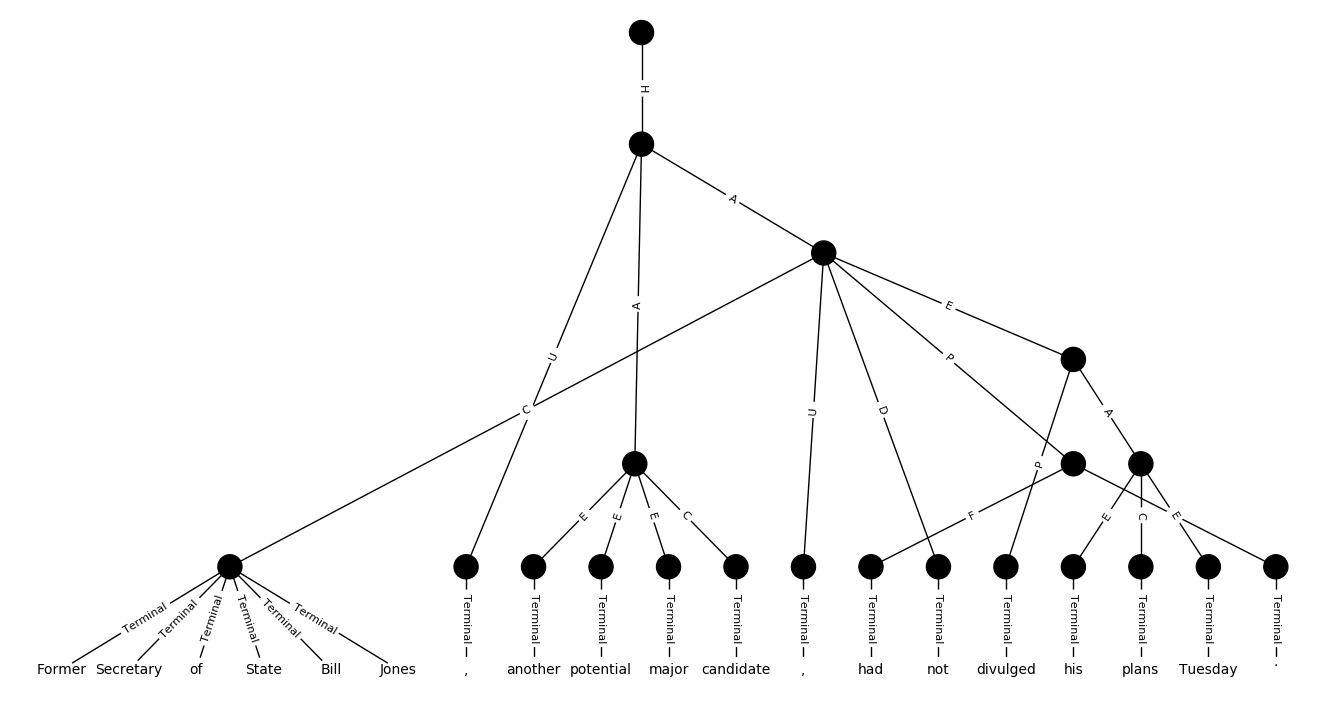 H
A
A
E
U
P
C
U
D
A
P
E
E
E
C
F
E
C
E
Terminal Terminal Terminal Terminal Terminal Terminal Terminal Terminal Terminal Terminal Terminal Terminal Terminal Terminal Terminal Terminal Terminal Terminal Terminal
Former Secretary of State Bill Jones , another potential major candidate , had not divulged his plans Tuesday .